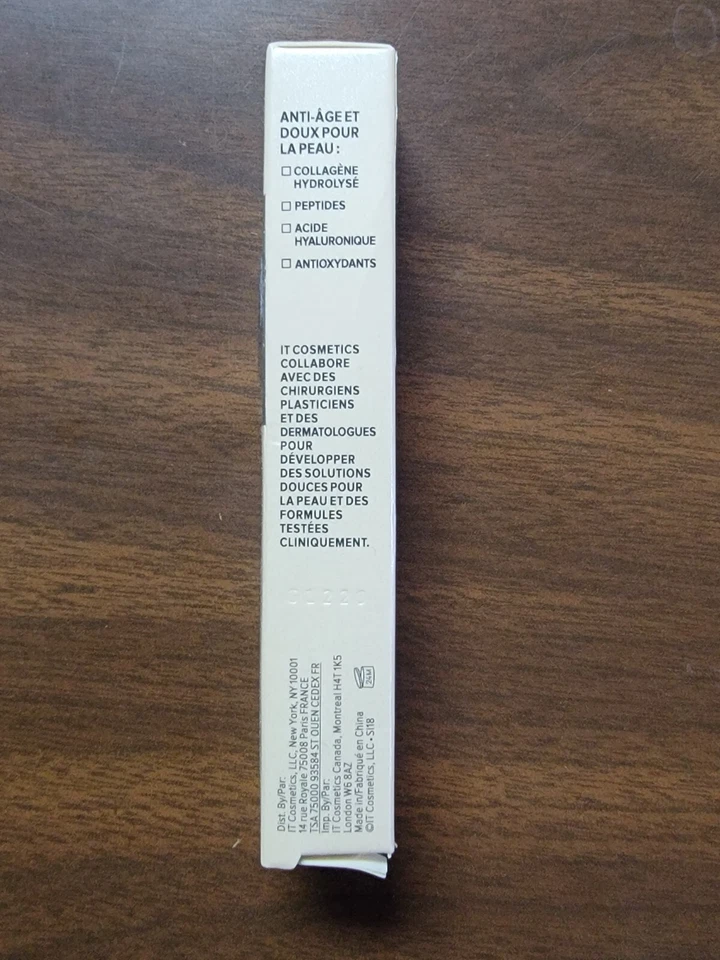 ANTI-ÂGE ET
DOUX POUR
LA PEAU :
COLLAGÈNE
HYDROLYSÉ
PEPTIDES
ACIDE
HYALURONIQUE
ANTIOXYDANTS
IT COSMETICS
COLLABORE
AVEC DES
CHIRURGIENS
PLASTICIENS
ET DES
DERMATOLOGUES
POUR
DÉVELOPPER
DES SOLUTIONS
DOUCES POUR
LA PEAU ET DES
FORMULES
TESTÉES
CLINIQUEMENT.
Dist. By/Par:
IT Cosmetics, LLC, New York, NY 10001
14 rue Royale 75008 Paris FRANCE
TSA 75000 93584 ST OUEN CEDEX FR
Imp. By/Par:
IT Cosmetics Canada, Montreal H4T 1K5
London W6 8AZ
Made in/Fabriqué en China
©IT Cosmetics, LLC • SI18
24M